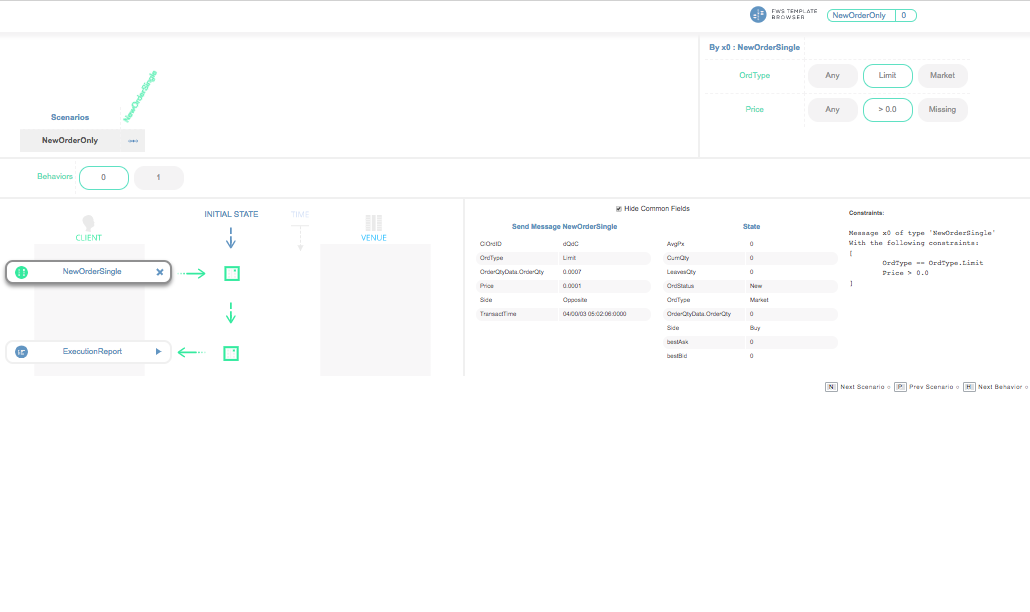 FWS TEMPLATE
BROWSER
NewOrderOnly 0
By x0 : NewOrderSingle
OrdType Any Limit Market
Price Any > 0.0 Missing
NewOrderSingle
Scenarios
NewOrderOnly
Behaviors 0 1
CLIENT
INITIAL STATE
TIME
VENUE
NewOrderSingle
ExecutionReport
Hide Common Fields
Send Message NewOrderSingle
ClOrdID dQdC
OrdType Limit
OrderQtyData.OrderQty 0.0007
Price 0.0001
Side Opposite
TransactTime 04/00/03 05:02:06:0000
State
AvgPx 0
CumQty 0
LeavesQty 0
OrdStatus New
OrdType Market
OrderQtyData.OrderQty 0
Side Buy
bestAsk 0
bestBid 0
Constraints:
Message x0 of type `NewOrderSingle`
With the following constraints:
[
OrdType == OrdType.Limit
Price > 0.0
]
N Next Scenario P Prev Scenario H Next Behavior